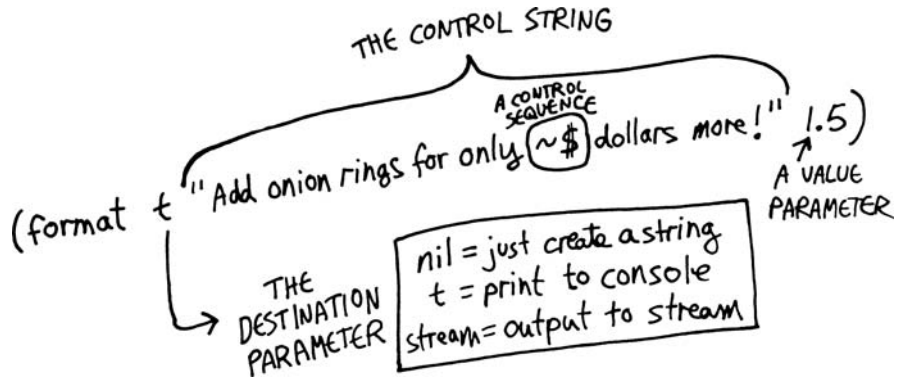 THE CONTROL STRING
A CONTROL
SEQUENCE
(format t "Add onion rings for only ~$ dollars more!" 1.5)
A VALUE
PARAMETER
THE
DESTINATION
PARAMETER
nil = just create a string
t = print to console
stream = output to stream